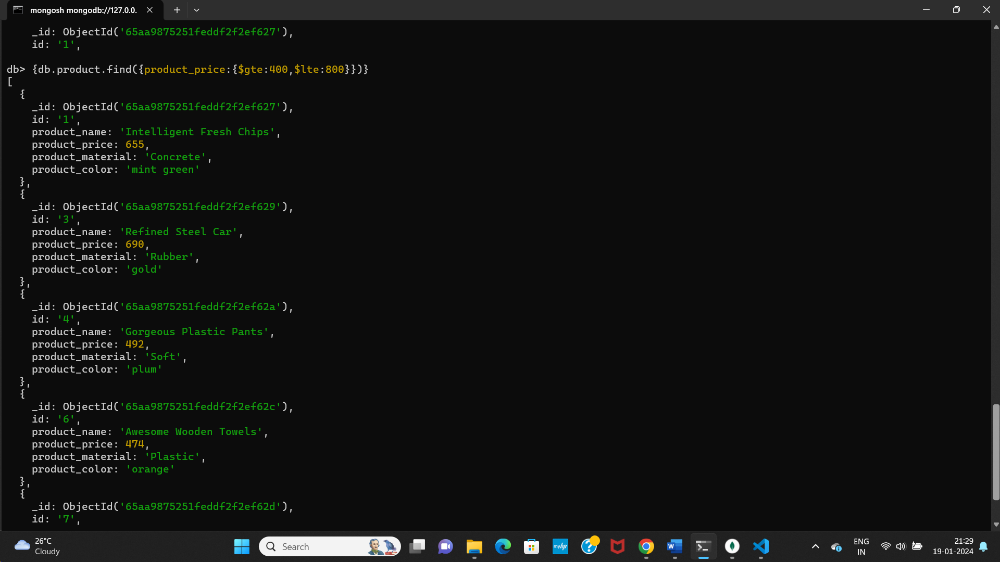 mongosh mongodb://127.0.0.
_id: ObjectId('65aa9875251feddf2f2ef627'),
id: '1',
db> {db.product.find({product_price:{$gte:400,$lte:800}})}
[
{
_id: ObjectId('65aa9875251feddf2f2ef627'),
id: '1',
product_name: 'Intelligent Fresh Chips',
product_price: 655,
product_material: 'Concrete',
product_color: 'mint green'
},
{
_id: ObjectId('65aa9875251feddf2f2ef629'),
id: '3',
product_name: 'Refined Steel Car',
product_price: 690,
product_material: 'Rubber',
product_color: 'gold'
},
{
_id: ObjectId('65aa9875251feddf2f2ef62a'),
id: '4',
product_name: 'Gorgeous Plastic Pants',
product_price: 492,
product_material: 'Soft',
product_color: 'plum'
},
{
_id: ObjectId('65aa9875251feddf2f2ef62c'),
id: '6',
product_name: 'Awesome Wooden Towels',
product_price: 474,
product_material: 'Plastic',
product_color: 'orange'
},
{
_id: ObjectId('65aa9875251feddf2f2ef62d'),
id: '7',
26°C
Cloudy
Search
myhp
W
ENG
IN
21:29
19-01-2024